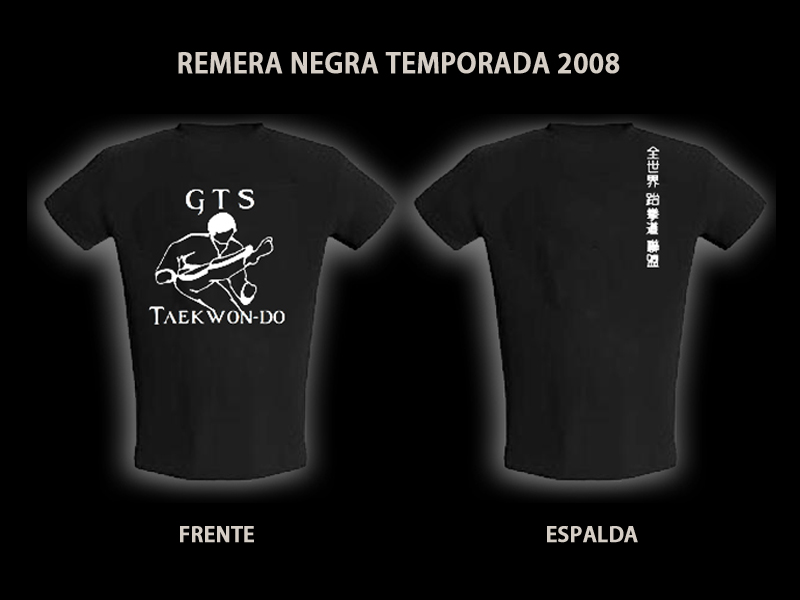 REMERA NEGRA TEMPORADA 2008
GTS
TAEKWON-DO
全世界 跆拳道 聯盟
FRENTE
ESPALDA